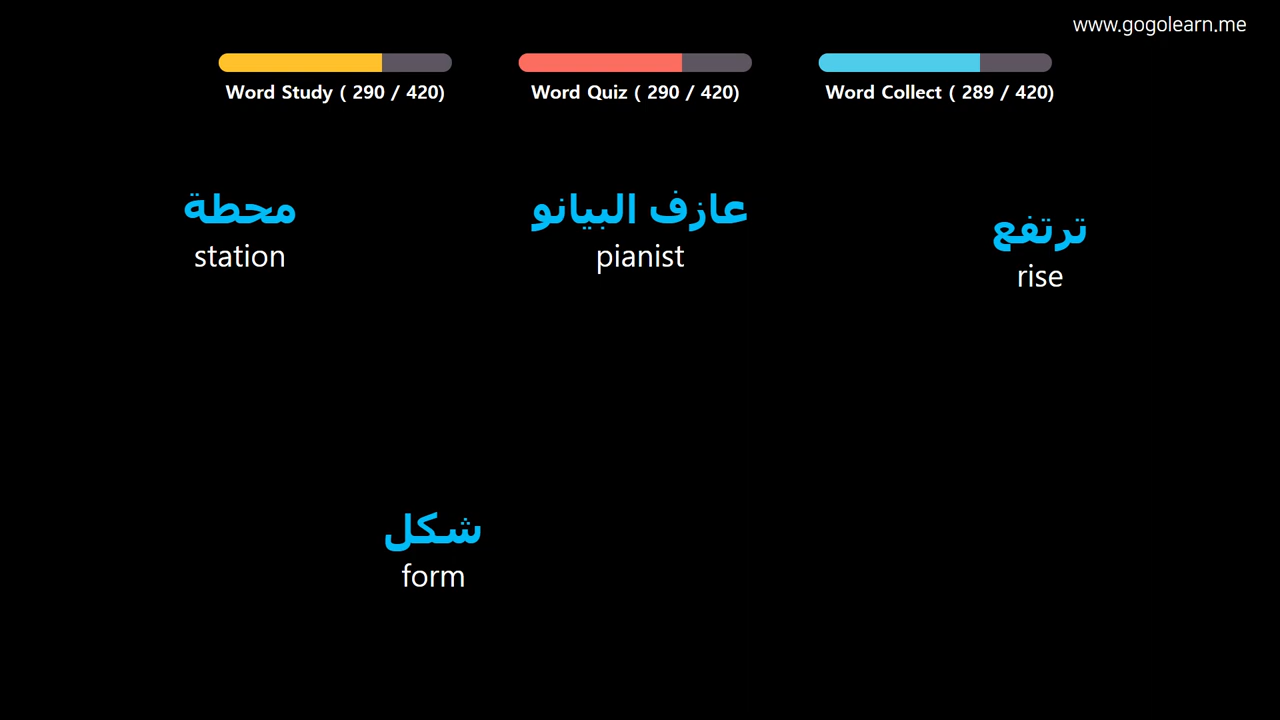 www.gogolearn.me
Word Study ( 290 / 420)
Word Quiz ( 290 / 420)
Word Collect ( 289 / 420)
محطة
station
عازف البيانو
pianist
ترتفع
rise
شكل
form